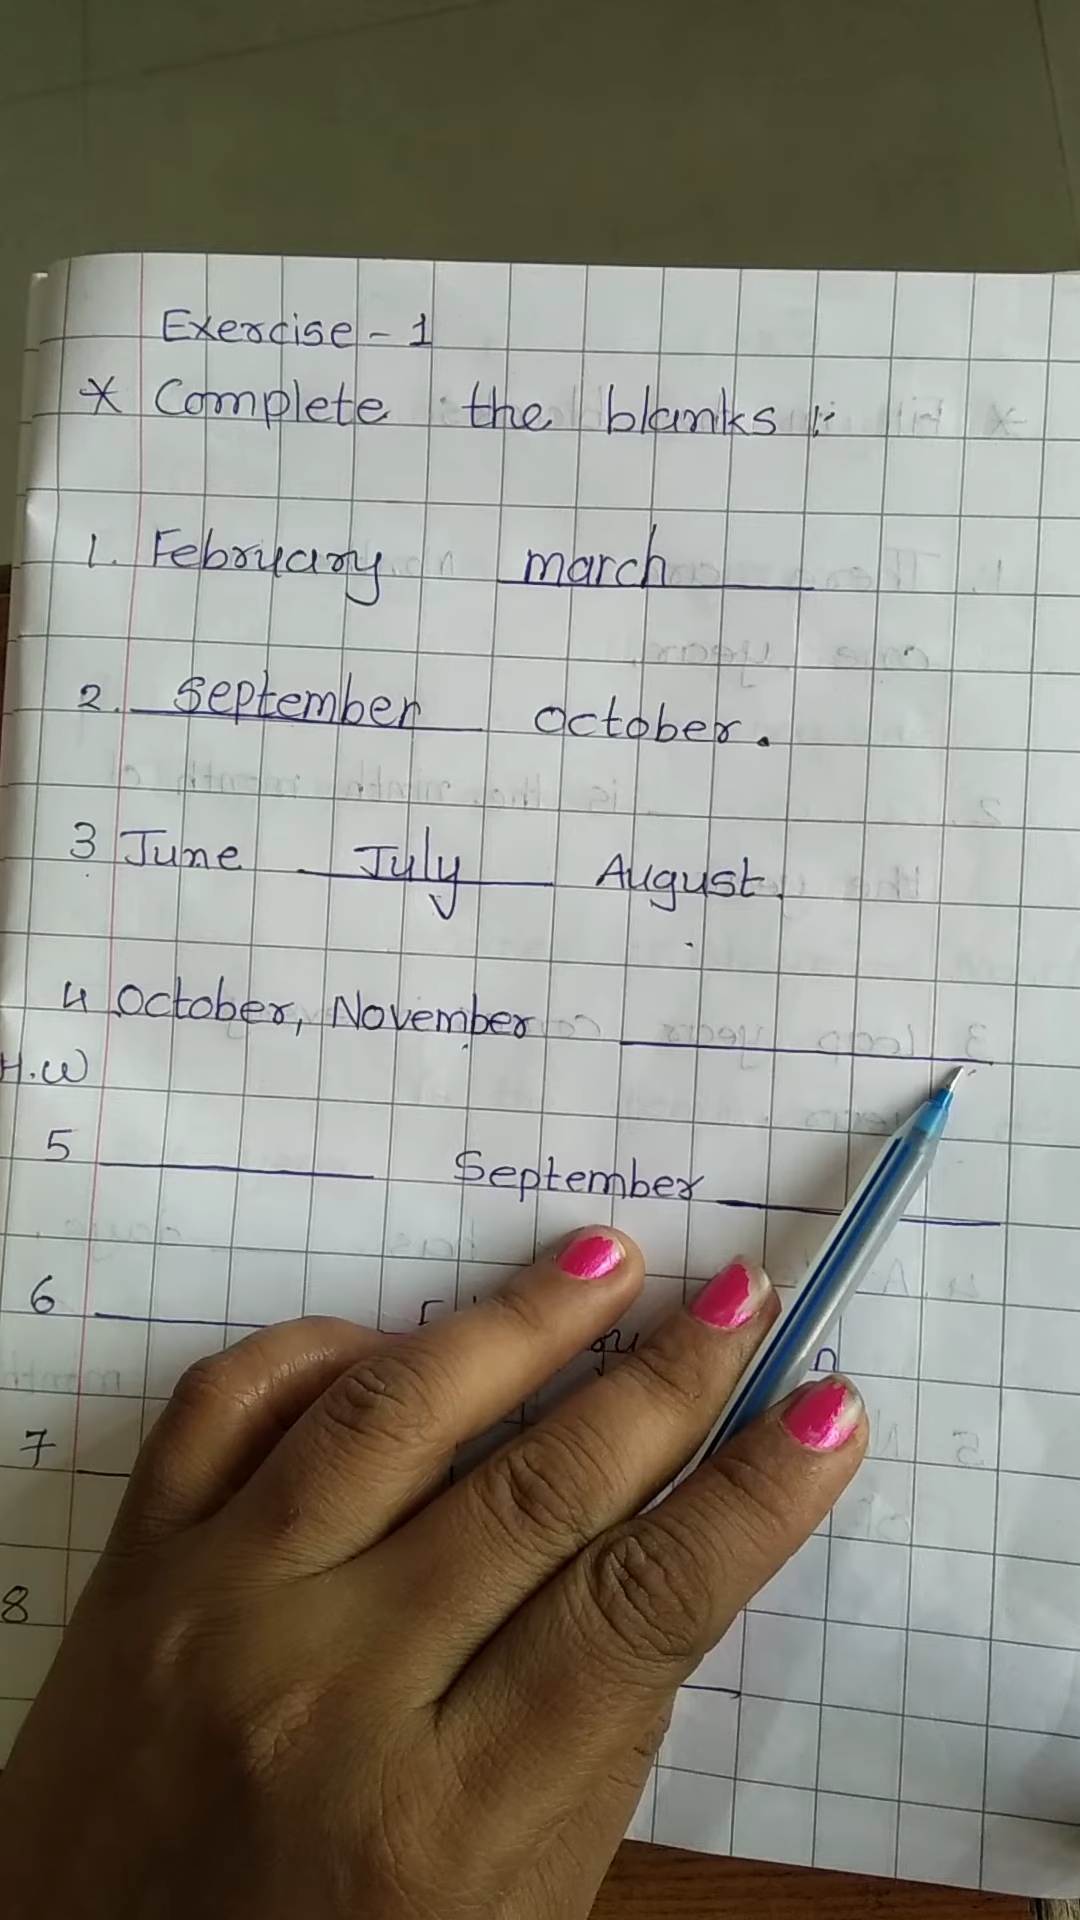 Exercise - 1
* Complete the blanks :-
1. February march
2. September October.
3 June July August.
4 October, November
H.W
5 September
6
7
8